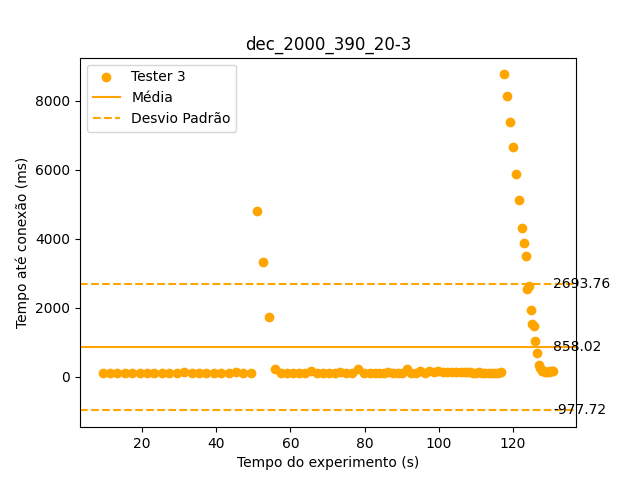 dec_2000_390_20-3
Tester 3
Média
Desvio Padrão
Tempo até conexão (ms)
8000
6000
4000
2000
0
2693.76
858.02
-977.72
20
40
60
80
100
120
Tempo do experimento (s)